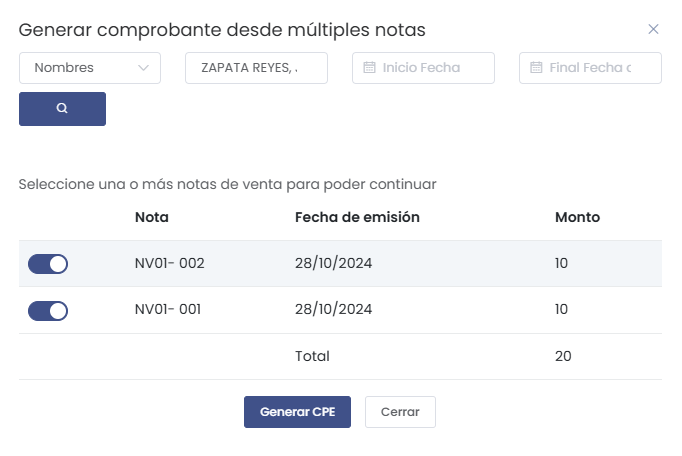 Generar comprobante desde múltiples notas
Nombres ZAPATA REYES, Inicio Fecha Final Fecha
Seleccione una o más notas de venta para poder continuar
Nota Fecha de emisión Monto
NV01- 002 28/10/2024 10
NV01- 001 28/10/2024 10
Total 20
Generar CPE Cerrar